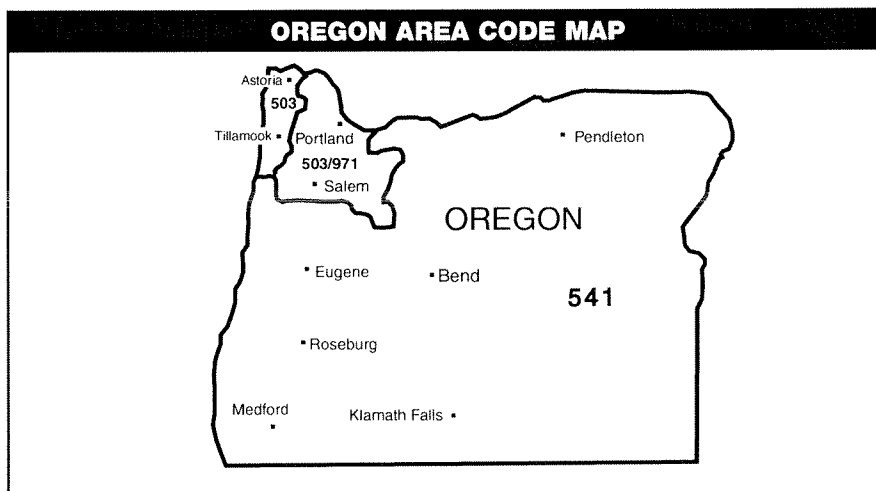 OREGON AREA CODE MAP
Astoria
503
Tillamook
Portland
Pendleton
503/971
Salem
OREGON
Eugene
Bend
541
Roseburg
Medford
Klamath Falls